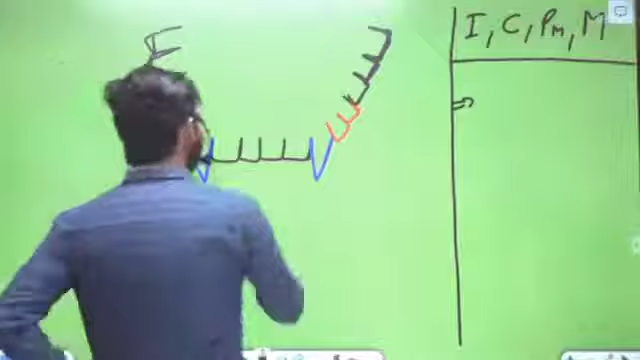 I, C, PM, M
⇒